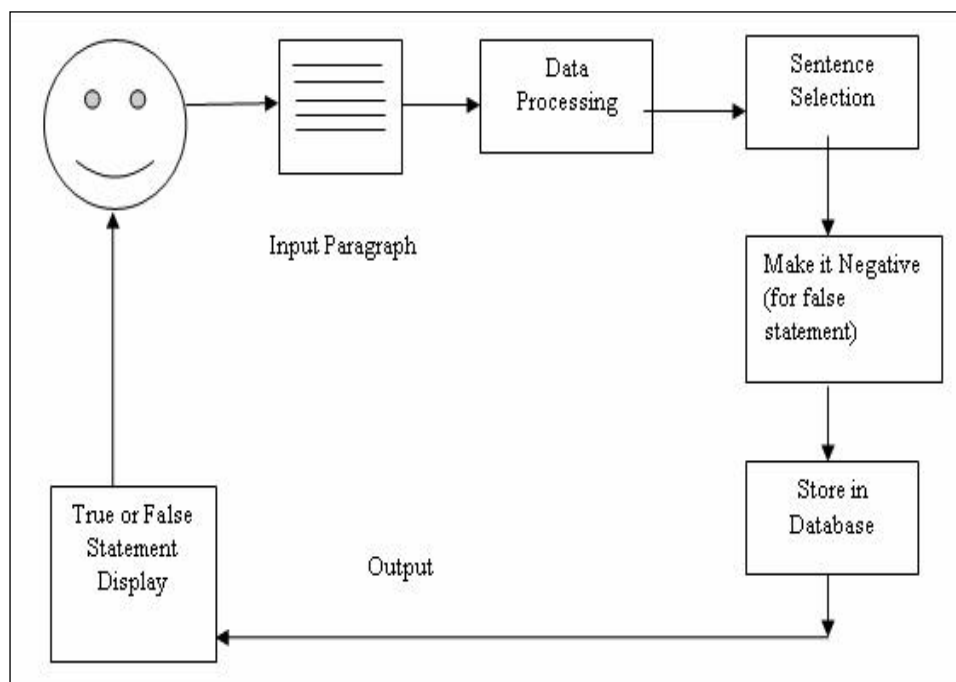 Data
Processing
Sentence
Selection
Input Paragraph
Make it Negative
(for false
statement)
Store in
Database
Output
True or False
Statement
Display